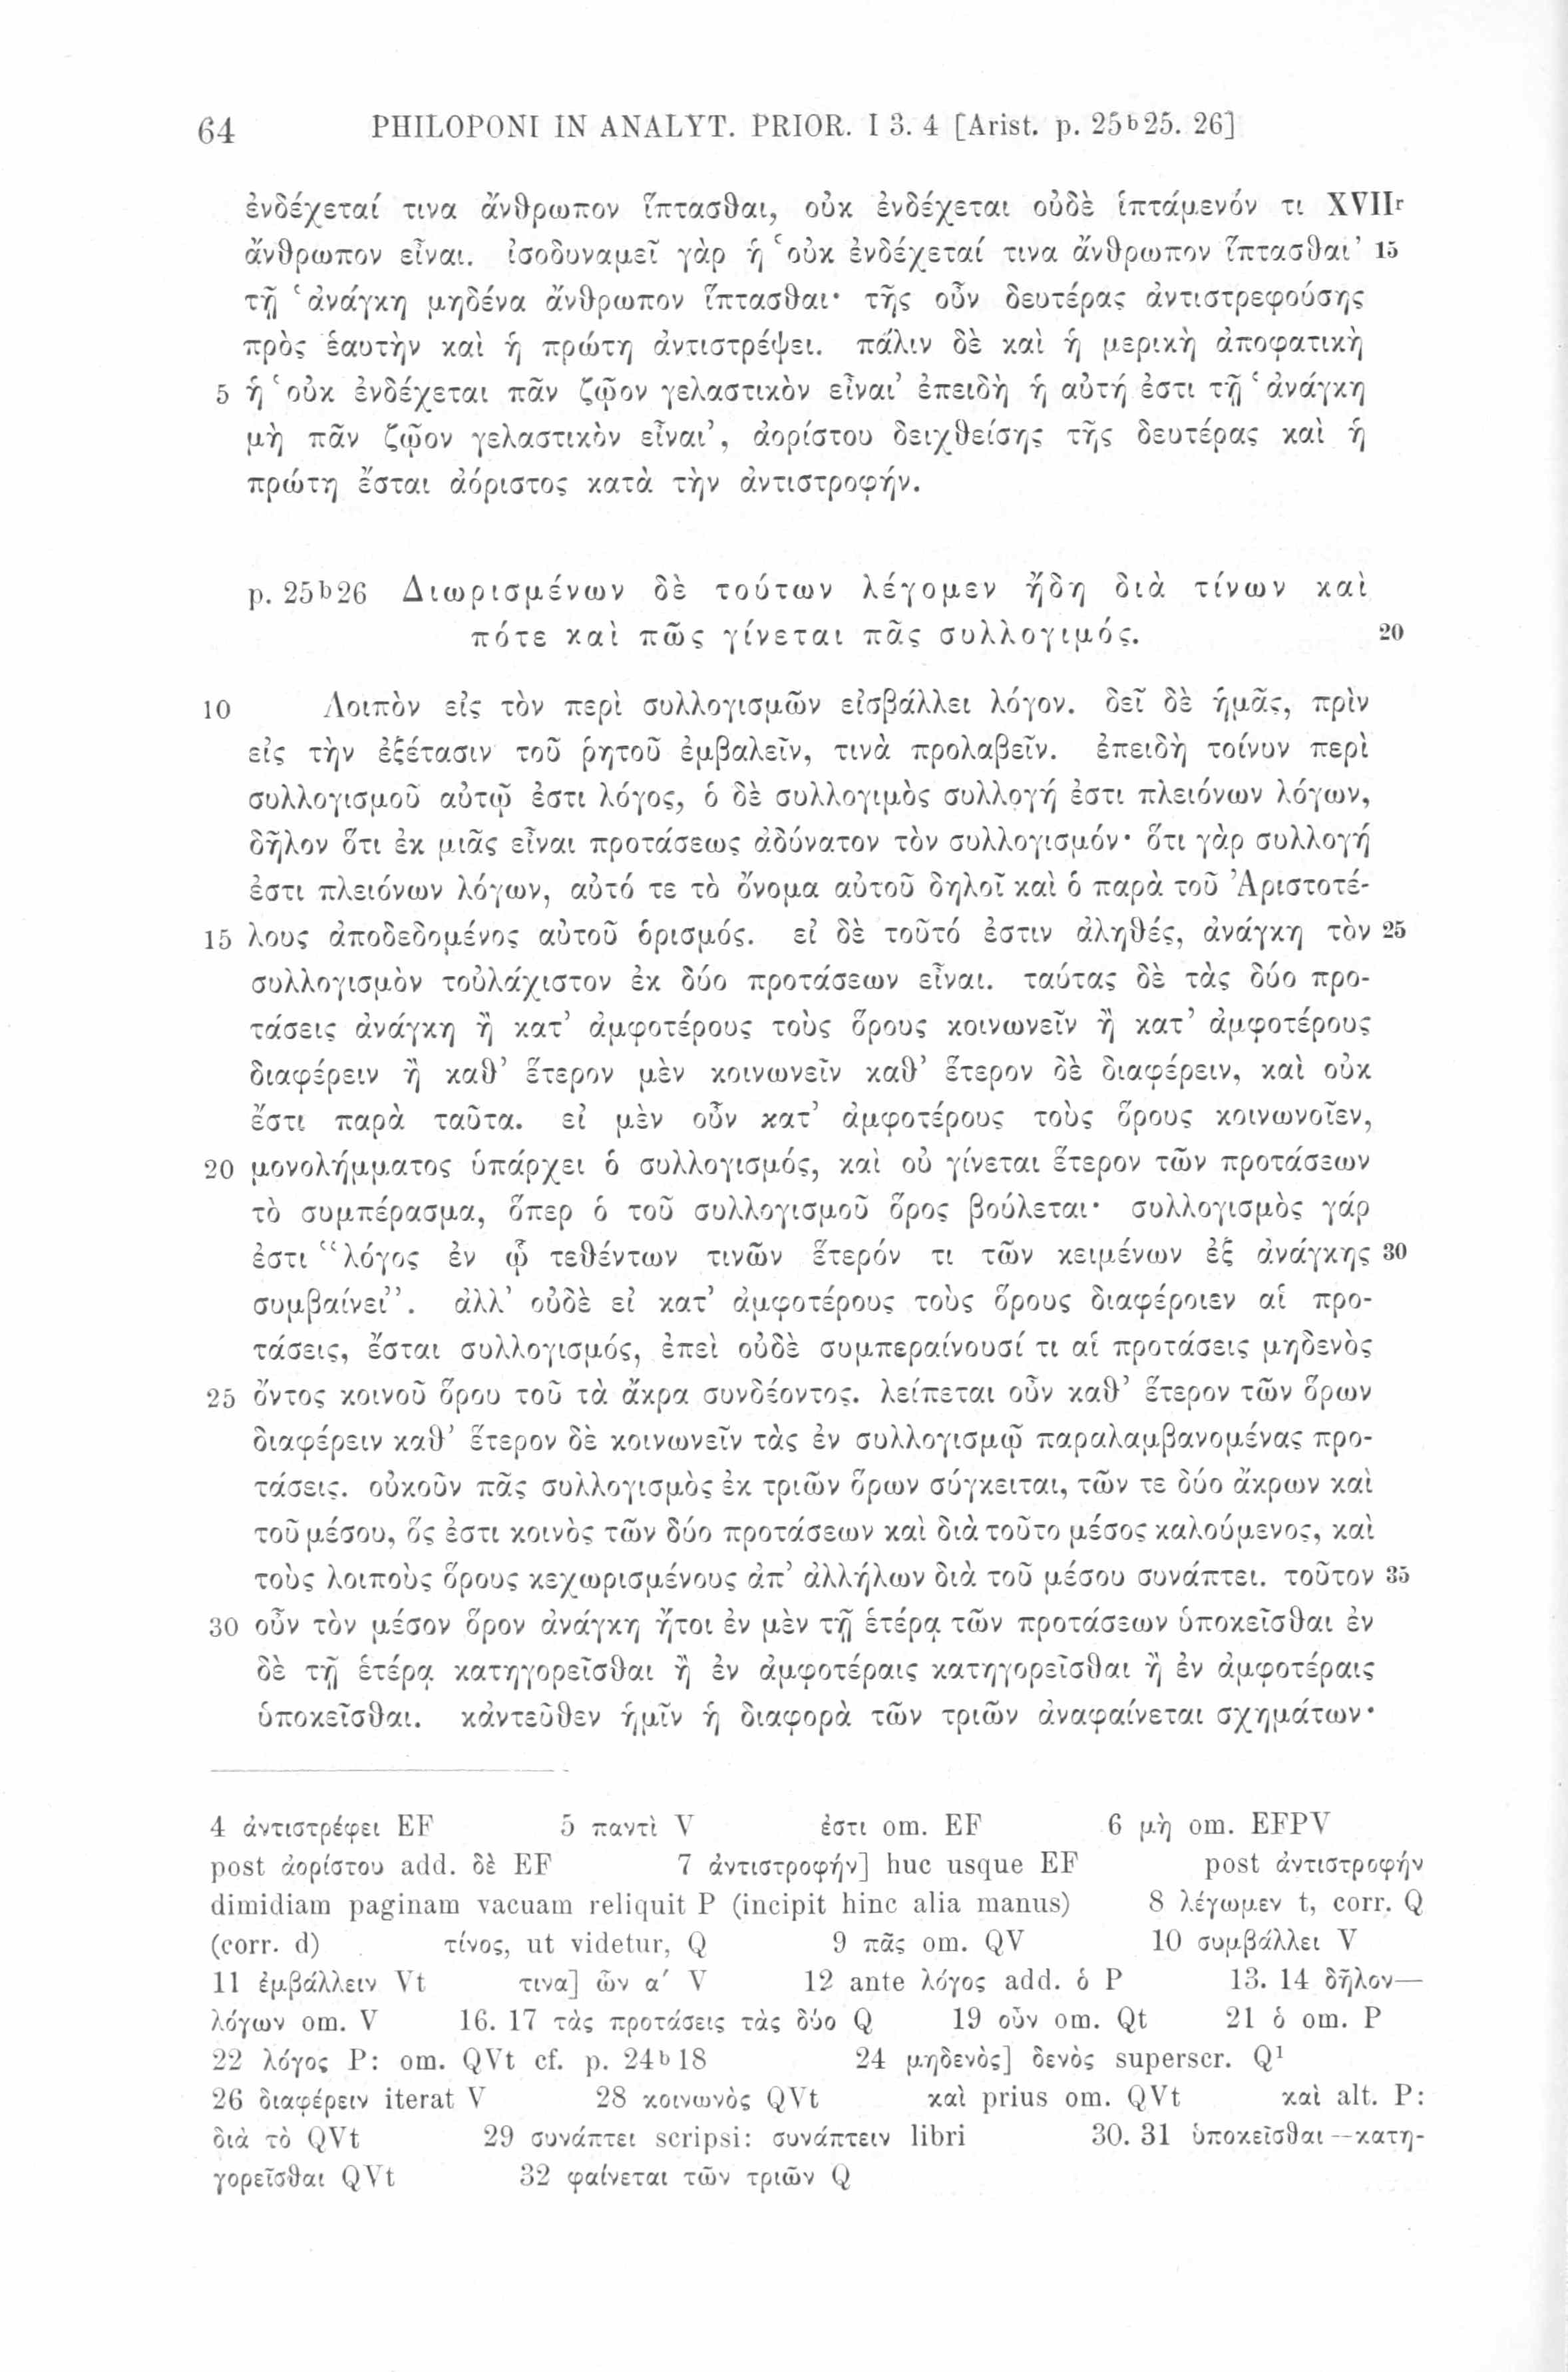 64 PHILOPONI IN ANALYT. PRIOR. I 3. 4 [Arist. p. 25b25. 26]
ἐνδέχεταί τινα ἄνθρωπον ἵπτασθαι, οὐκ ἐνδέχεται οὐδὲ ἱπτάμενόν τι XVIIr
ἄνθρωπον εἶναι. ἰσοδυναμεῖ γὰρ ἡ ‘οὐκ ἐνδέχεταί τινα ἄνθρωπον ἵπτασθαι’ 15
τῇ ‘ἀνάγκη μηδένα ἄνθρωπον ἵπτασθαι· τῆς οὖν δευτέρας ἀντιστρεφούσης
πρὸς ἑαυτὴν καὶ ἡ πρώτη ἀντιστρέψει. πάλιν δὲ καὶ ἡ μερικὴ ἀποφατικὴ
5 ἡ ‘οὐκ ἐνδέχεται πᾶν ζῷον γελαστικὸν εἶναι’ ἐπειδὴ ἡ αὐτή ἐστι τῇ ‘ἀνάγκη
μὴ πᾶν ζῷον γελαστικὸν εἶναι’, ἀορίστου δειχθείσης τῆς δευτέρας καὶ ἡ
πρώτη ἔσται ἀόριστος κατὰ τὴν ἀντιστροφήν.
p. 25b26 Διωρισμένων δὲ τούτων λέγομεν ἤδη διὰ τίνων καὶ
πότε καὶ πῶς γίνεται πᾶς συλλογιμός. 20
10 Λοιπὸν εἰς τὸν περὶ συλλογισμῶν εἰσβάλλει λόγον. δεῖ δὲ ἡμᾶς, πρὶν
εἰς τὴν ἐξέτασιν τοῦ ῥητοῦ ἐμβαλεῖν, τινὰ προλαβεῖν. ἐπειδὴ τοίνυν περὶ
συλλογισμοῦ αὐτῷ ἐστι λόγος, ὁ δὲ συλλογιμὸς συλλογή ἐστι πλειόνων λόγων,
δῆλον ὅτι ἐκ μιᾶς εἶναι προτάσεως ἀδύνατον τὸν συλλογισμόν· ὅτι γὰρ συλλογή
ἐστι πλειόνων λόγων, αὐτό τε τὸ ὄνομα αὐτοῦ δηλοῖ καὶ ὁ παρὰ τοῦ Ἀριστοτέ-
15 λους ἀποδεδομένος αὐτοῦ ὁρισμός. εἰ δὲ τοῦτό ἐστιν ἀληθές, ἀνάγκη τὸν 25
συλλογισμὸν τοὐλάχιστον ἐκ δύο προτάσεων εἶναι. ταύτας δὲ τὰς δύο προ-
τάσεις ἀνάγκη ἢ κατ’ ἀμφοτέρους τοὺς ὅρους κοινωνεῖν ἢ κατ’ ἀμφοτέρους
διαφέρειν ἢ καθ’ ἕτερον μὲν κοινωνεῖν καθ’ ἕτερον δὲ διαφέρειν, καὶ οὐκ
ἔστι παρὰ ταῦτα. εἰ μὲν οὖν κατ’ ἀμφοτέρους τοὺς ὅρους κοινωνοῖεν,
20 μονολήμματος ὑπάρχει ὁ συλλογισμός, καὶ οὐ γίνεται ἕτερον τῶν προτάσεων
τὸ συμπέρασμα, ὅπερ ὁ τοῦ συλλογισμοῦ ὅρος βούλεται· συλλογισμὸς γάρ
ἐστι “λόγος ἐν ᾧ τεθέντων τινῶν ἕτερόν τι τῶν κειμένων ἐξ ἀνάγκης 30
συμβαίνει”. ἀλλ’ οὐδὲ εἰ κατ’ ἀμφοτέρους τοὺς ὅρους διαφέροιεν αἱ προ-
τάσεις, ἔσται συλλογισμός, ἐπεὶ οὐδὲ συμπεραίνουσί τι αἱ προτάσεις μηδενὸς
25 ὄντος κοινοῦ ὅρου τοῦ τὰ ἄκρα συνδέοντος. λείπεται οὖν καθ’ ἕτερον τῶν ὅρων
διαφέρειν καθ’ ἕτερον δὲ κοινωνεῖν τὰς ἐν συλλογισμῷ παραλαμβανομένας προ-
τάσεις. οὐκοῦν πᾶς συλλογισμὸς ἐκ τριῶν ὅρων σύγκειται, τῶν τε δύο ἄκρων καὶ
τοῦ μέσου, ὅς ἐστι κοινὸς τῶν δύο προτάσεων καὶ διὰ τοῦτο μέσος καλούμενος, καὶ
τοὺς λοιποὺς ὅρους κεχωρισμένους ἀπ’ ἀλλήλων διὰ τοῦ μέσου συνάπτει. τοῦτον 35
30 οὖν τὸν μέσον ὅρον ἀνάγκη ἤτοι ἐν μὲν τῇ ἑτέρᾳ τῶν προτάσεων ὑποκεῖσθαι ἐν
δὲ τῇ ἑτέρᾳ κατηγορεῖσθαι ἢ ἐν ἀμφοτέραις κατηγορεῖσθαι ἢ ἐν ἀμφοτέραις
ὑποκεῖσθαι. κἀντεῦθεν ἡμῖν ἡ διαφορὰ τῶν τριῶν ἀναφαίνεται σχημάτων·
4 ἀντιστρέφει EF 5 παντὶ V ἐστι om. EF 6 μὴ om. EFPV
post ἀορίστου add. δὲ EF 7 ἀντιστροφήν] huc usque EF post ἀντιστροφήν
dimidiam paginam vacuam reliquit P (incipit hinc alia manus) 8 λέγωμεν t, corr. Q
(corr. d) τίνος, ut videtur, Q 9 πᾶς om. QV 10 συμβάλλει V
11 ἐμβάλλειν Vt τινα] ὧν α′ V 12 ante λόγος add. ὁ P 13. 14 δῆλον—
λόγων om. V 16. 17 τὰς προτάσεις τὰς δύο Q 19 οὖν om. Qt 21 ὁ om. P
22 λόγος P: om. QVt cf. p. 24b18 24 μηδενὸς] δενὸς superscr. Q¹
26 διαφέρειν iterat V 28 κοινωνὸς QVt καὶ prius om. QVt καὶ alt. P:
διὰ τὸ QVt 29 συνάπτει scripsi: συνάπτειν libri 30. 31 ὑποκεῖσθαι—κατη-
γορεῖσθαι QVt 32 φαίνεται τῶν τριῶν Q